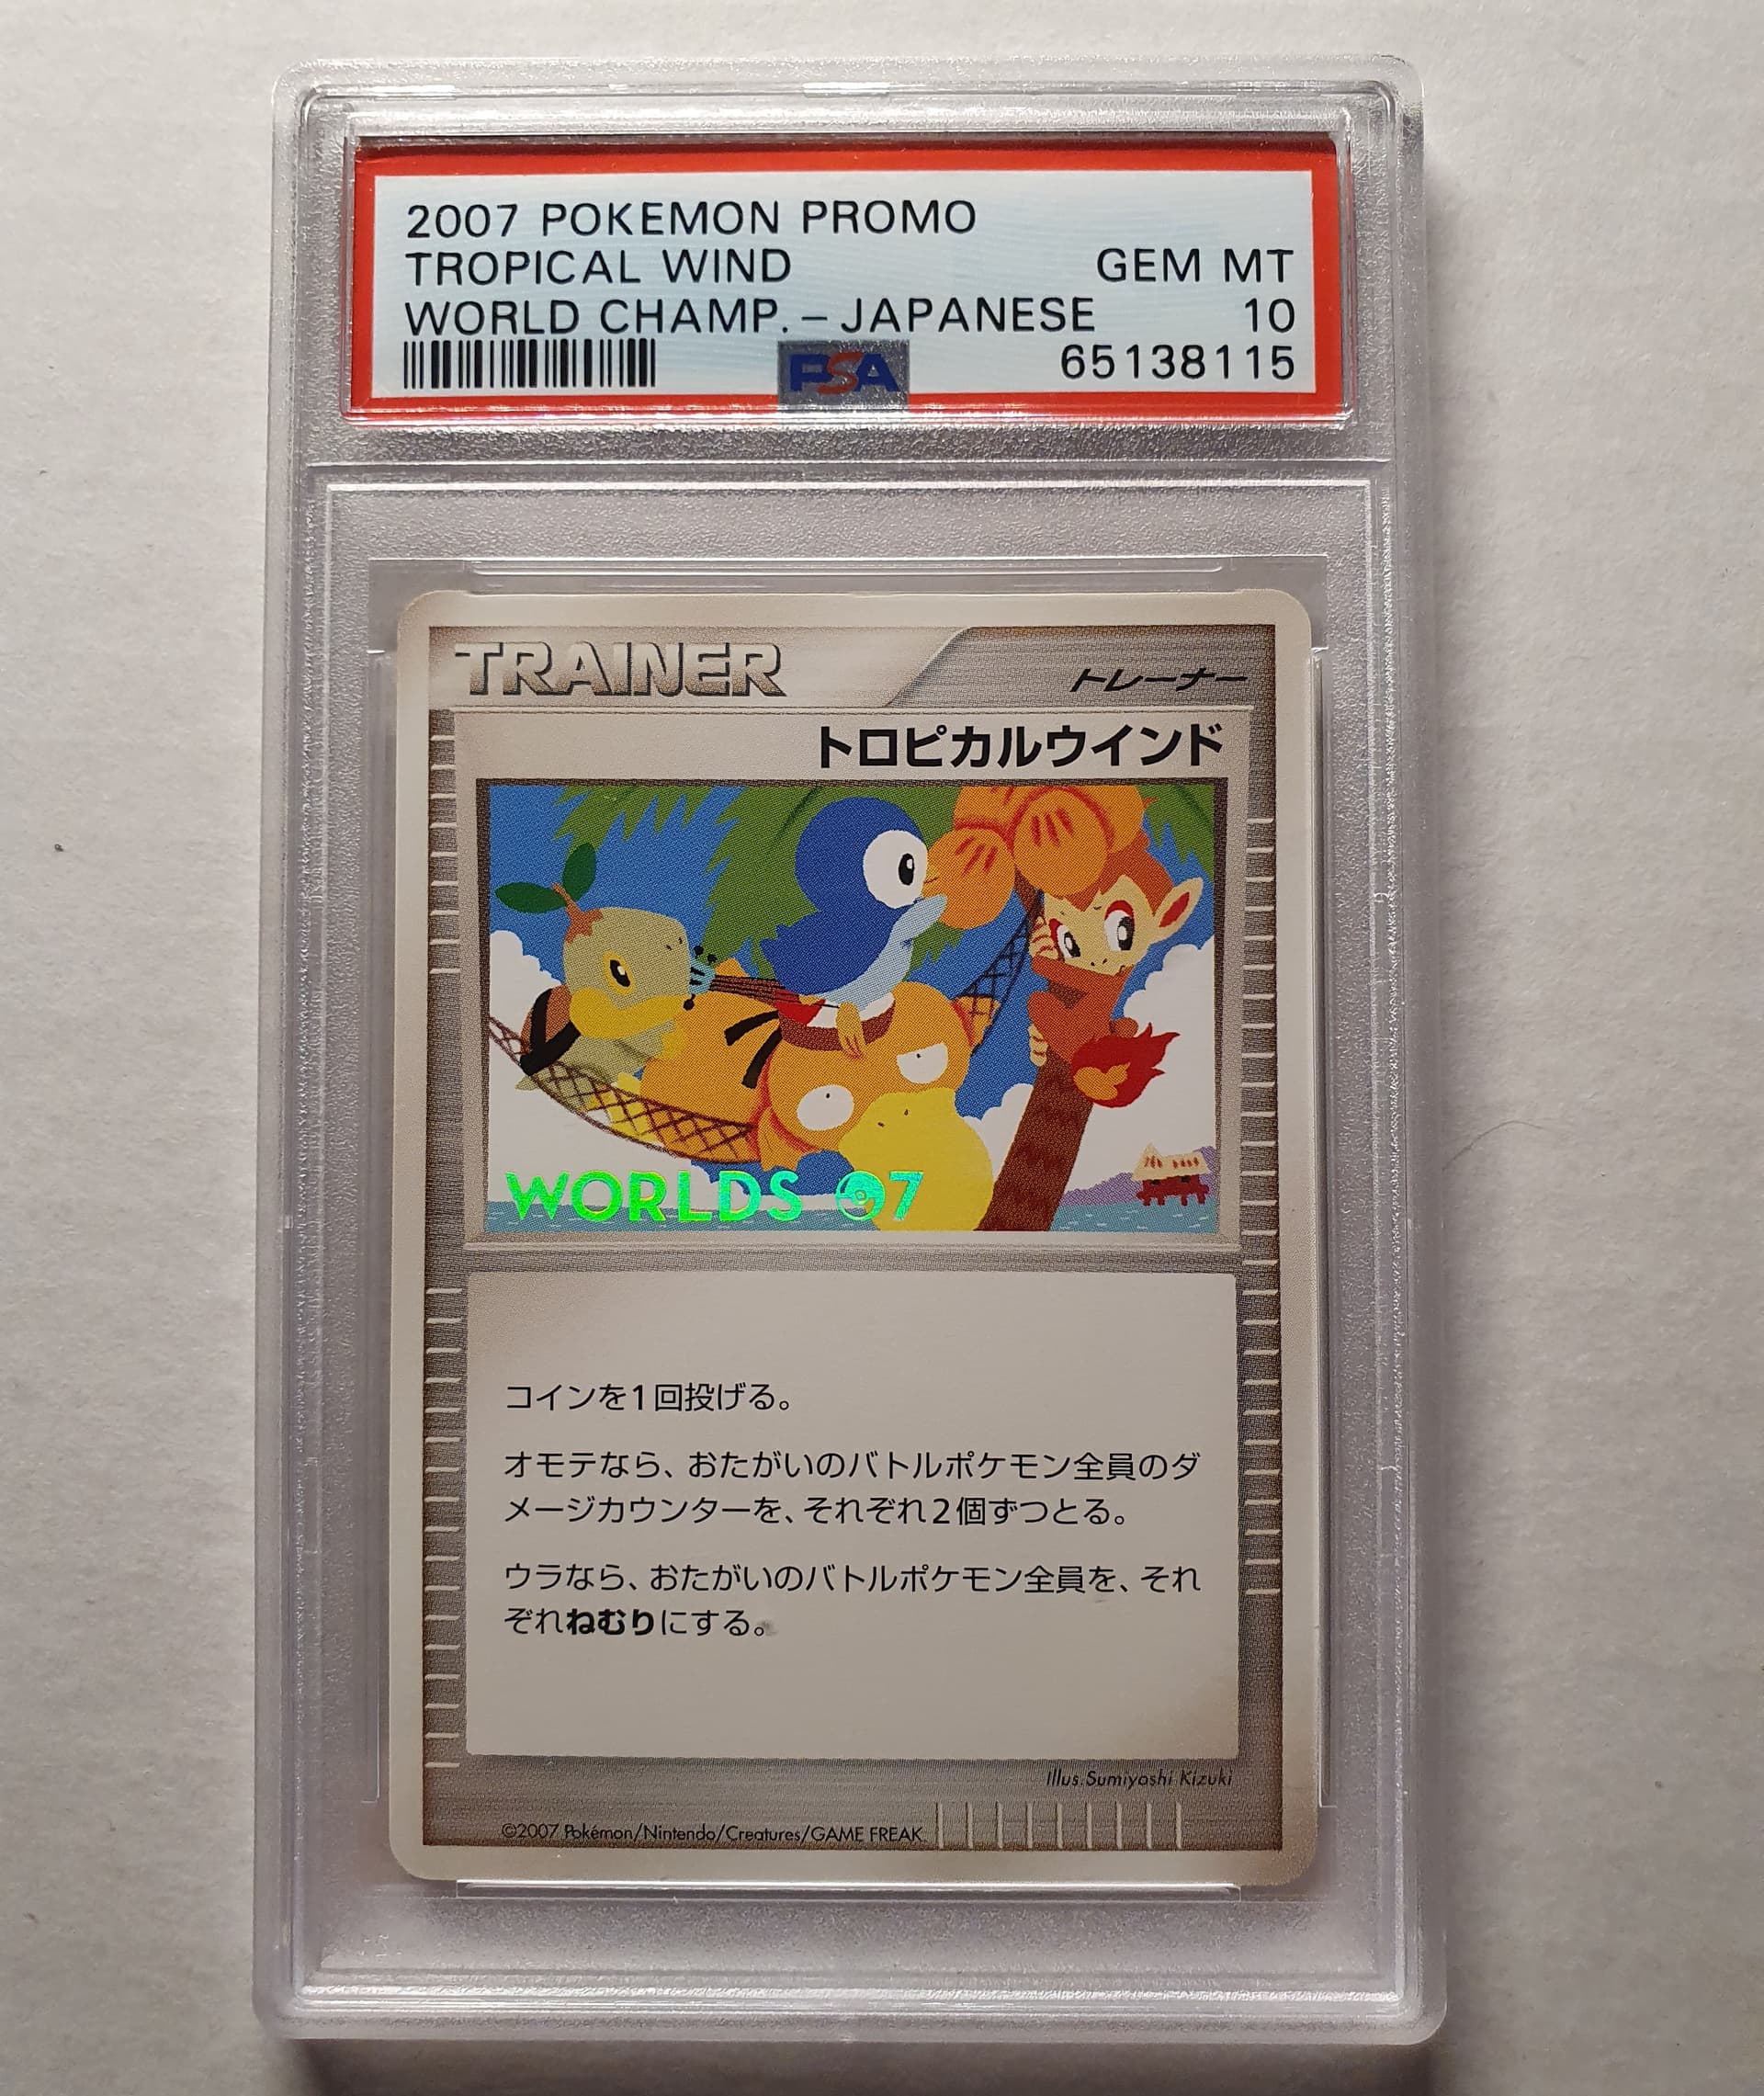 2007 POKEMON PROMO
TROPICAL WIND GEM MT
WORLD CHAMP. – JAPANESE 10
PSA 65138115
TRAINER トレーナー
トロピカルウインド
WORLDS 07
コインを1回投げる。
オモテなら、おたがいのバトルポケモン全員のダ
メージカウンターを、それぞれ2個ずつとる。
ウラなら、おたがいのバトルポケモン全員を、それ
ぞれねむりにする。
Illus. Sumiyoshi Kizuki
©2007 Pokémon/Nintendo/Creatures/GAME FREAK.